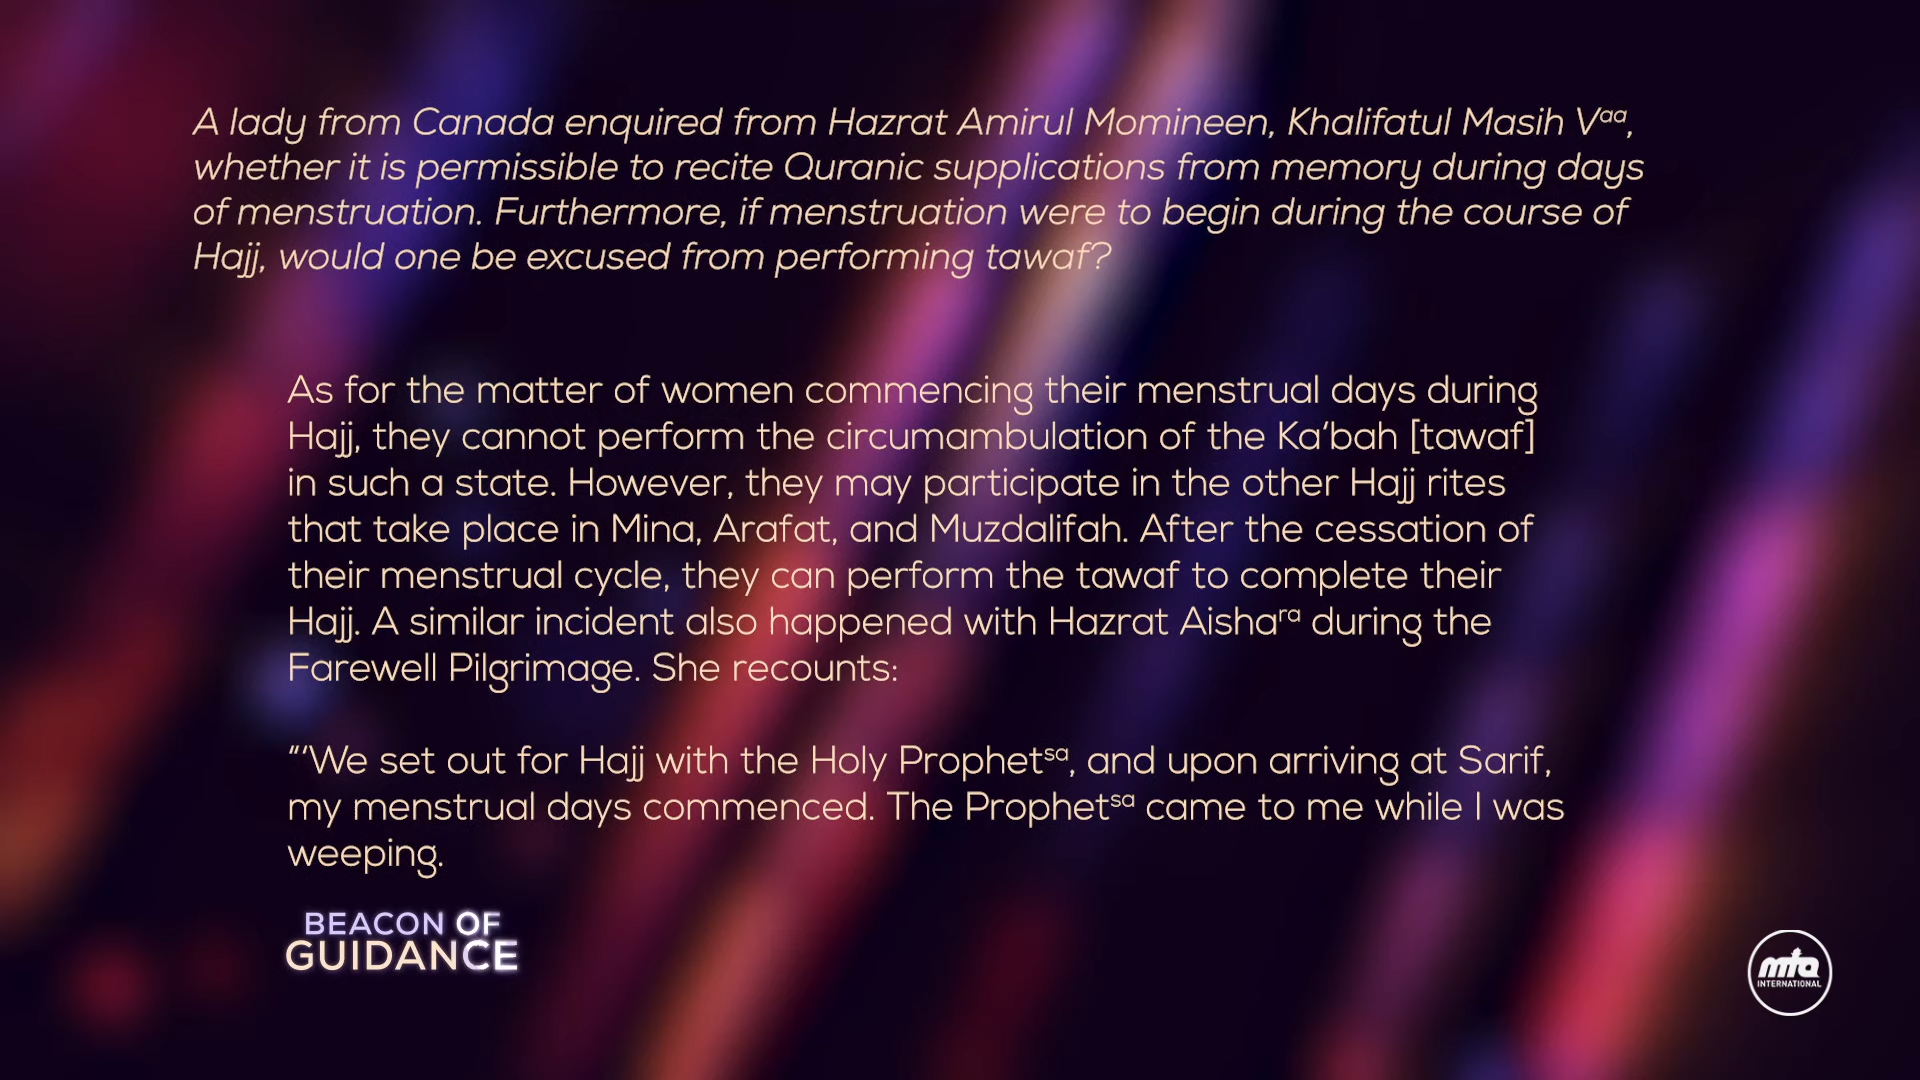 A lady from Canada enquired from Hazrat Amirul Momineen, Khalifatul Masih Vᵃᵃ,
whether it is permissible to recite Quranic supplications from memory during days
of menstruation. Furthermore, if menstruation were to begin during the course of
Hajj, would one be excused from performing tawaf?
As for the matter of women commencing their menstrual days during
Hajj, they cannot perform the circumambulation of the Ka‘bah [tawaf]
in such a state. However, they may participate in the other Hajj rites
that take place in Mina, Arafat, and Muzdalifah. After the cessation of
their menstrual cycle, they can perform the tawaf to complete their
Hajj. A similar incident also happened with Hazrat Aishaʳᵃ during the
Farewell Pilgrimage. She recounts:
“‘We set out for Hajj with the Holy Prophetˢᵃ, and upon arriving at Sarif,
my menstrual days commenced. The Prophetˢᵃ came to me while I was
weeping.
BEACON OF
GUIDANCE
mta
INTERNATIONAL